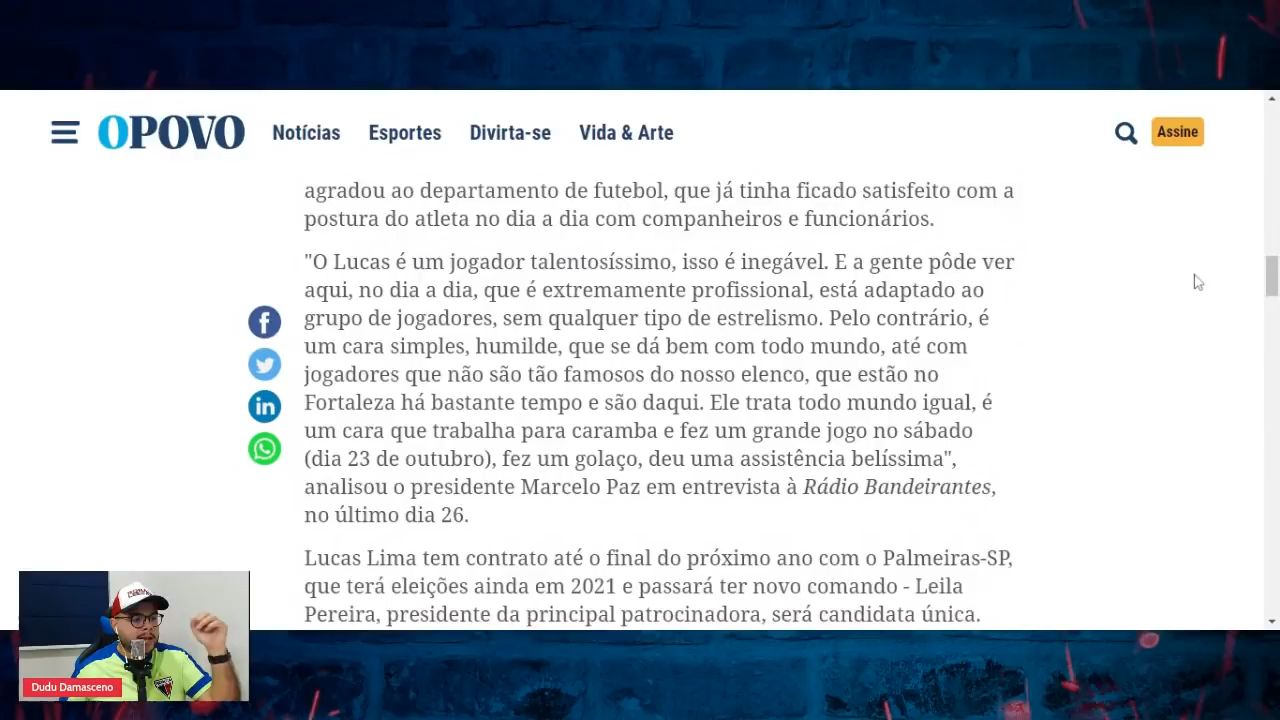 OPOVO Notícias Esportes Divirta-se Vida & Arte Assine
agradou ao departamento de futebol, que já tinha ficado satisfeito com a
postura do atleta no dia a dia com companheiros e funcionários.
"O Lucas é um jogador talentosíssimo, isso é inegável. E a gente pôde ver
aqui, no dia a dia, que é extremamente profissional, está adaptado ao
grupo de jogadores, sem qualquer tipo de estrelismo. Pelo contrário, é
um cara simples, humilde, que se dá bem com todo mundo, até com
jogadores que não são tão famosos do nosso elenco, que estão no
Fortaleza há bastante tempo e são daqui. Ele trata todo mundo igual, é
um cara que trabalha para caramba e fez um grande jogo no sábado
(dia 23 de outubro), fez um golaço, deu uma assistência belíssima",
analisou o presidente Marcelo Paz em entrevista à Rádio Bandeirantes,
no último dia 26.
Lucas Lima tem contrato até o final do próximo ano com o Palmeiras-SP,
que terá eleições ainda em 2021 e passará ter novo comando - Leila
Pereira, presidente da principal patrocinadora, será candidata única.
Dudu Damasceno